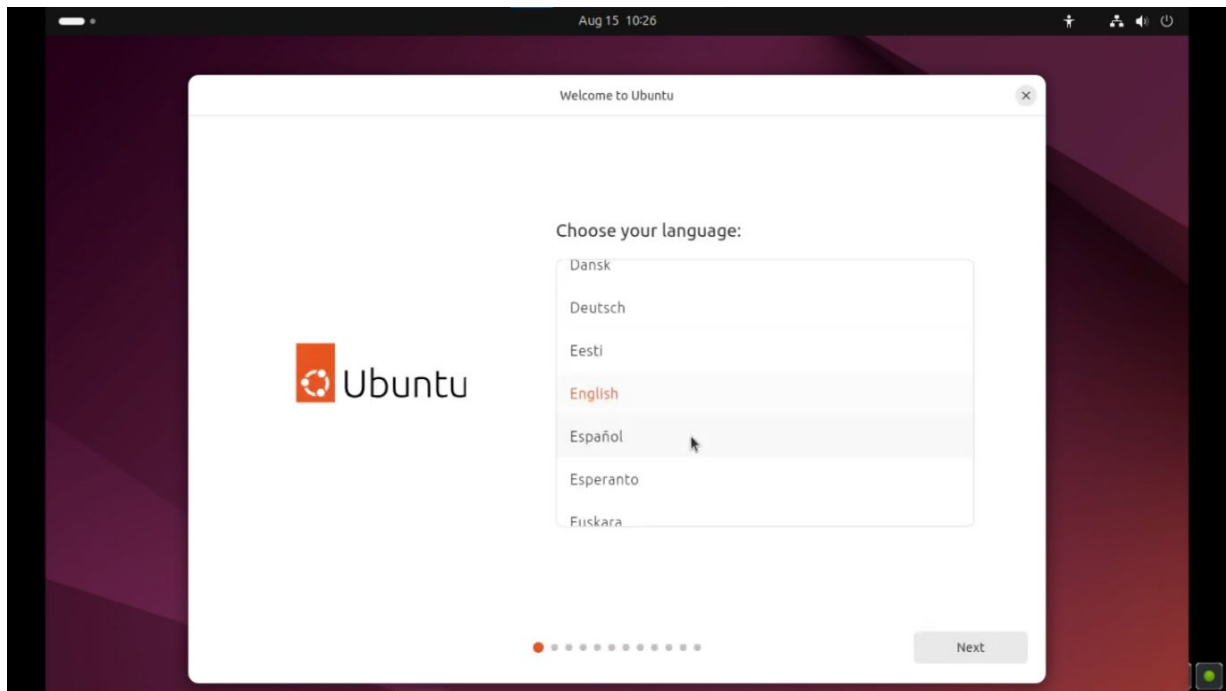 Aug 15 10:26
Welcome to Ubuntu
Choose your language:
Dansk
Deutsch
Eesti
English
Español
Esperanto
Euskara
Ubuntu
Next